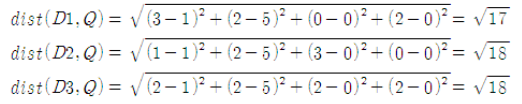 dist(D1,Q) = √(3−1)²+(2−5)²+(0−0)²+(2−0)² = √17
dist(D2,Q) = √(1−1)²+(2−5)²+(3−0)²+(0−0)² = √18
dist(D3,Q) = √(2−1)²+(2−5)²+(2−0)²+(2−0)² = √18